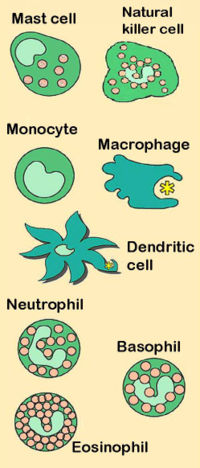 Mast cell
Natural
killer cell
Monocyte
Macrophage
Dendritic
cell
Neutrophil
Basophil
Eosinophil